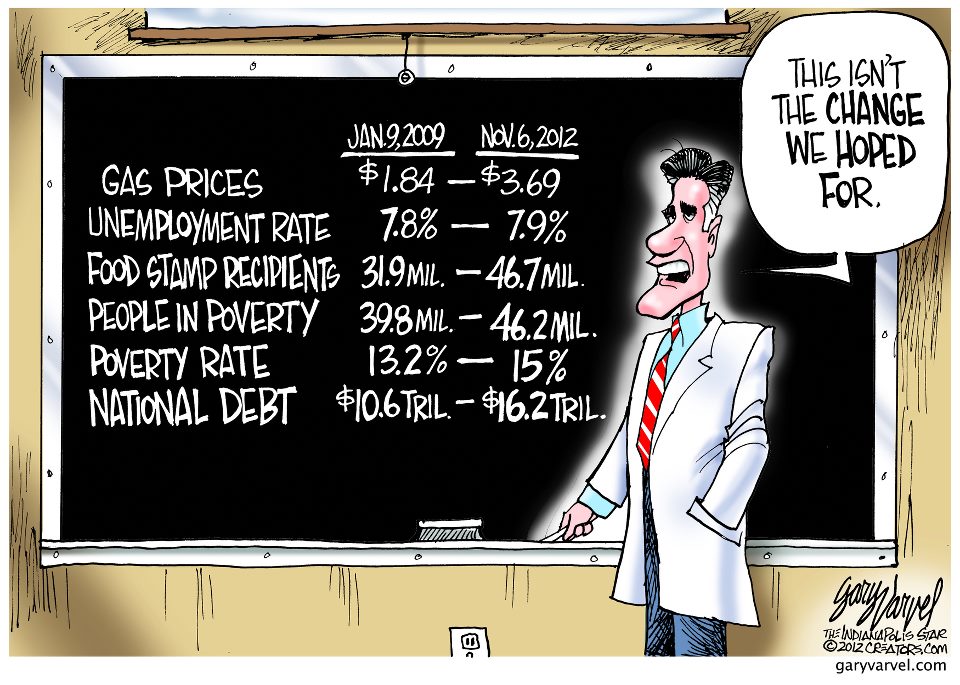 THIS ISN'T
THE CHANGE
WE HOPED
FOR.
JAN.9,2009 NOV.6,2012
GAS PRICES $1.84 — $3.69
UNEMPLOYMENT RATE 7.8% — 7.9%
FOOD STAMP RECIPIENTS 31.9 MIL. — 46.7 MIL.
PEOPLE IN POVERTY 39.8 MIL. — 46.2 MIL.
POVERTY RATE 13.2% — 15%
NATIONAL DEBT $10.6 TRIL. — $16.2 TRIL.
Gary Varvel
THE INDIANAPOLIS STAR
©2012 CREATORS.COM
garyvarvel.com